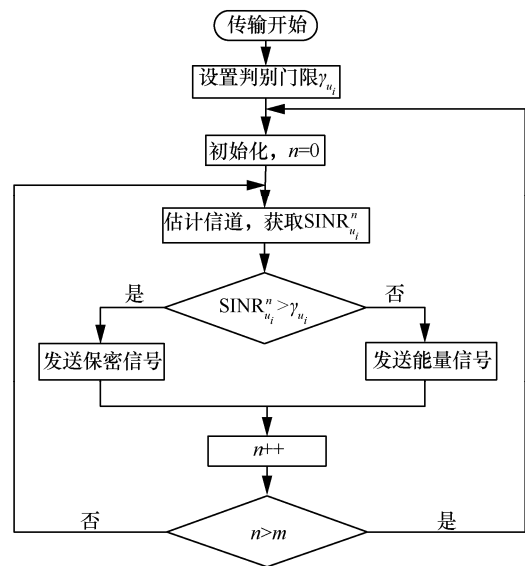 传输开始
设置判别门限γ_{u_i}
初始化，n=0
估计信道，获取SINR^n_{u_i}
SINR^n_{u_i}>γ_{u_i}
是
否
发送保密信号
发送能量信号
n++
n>m
否
是